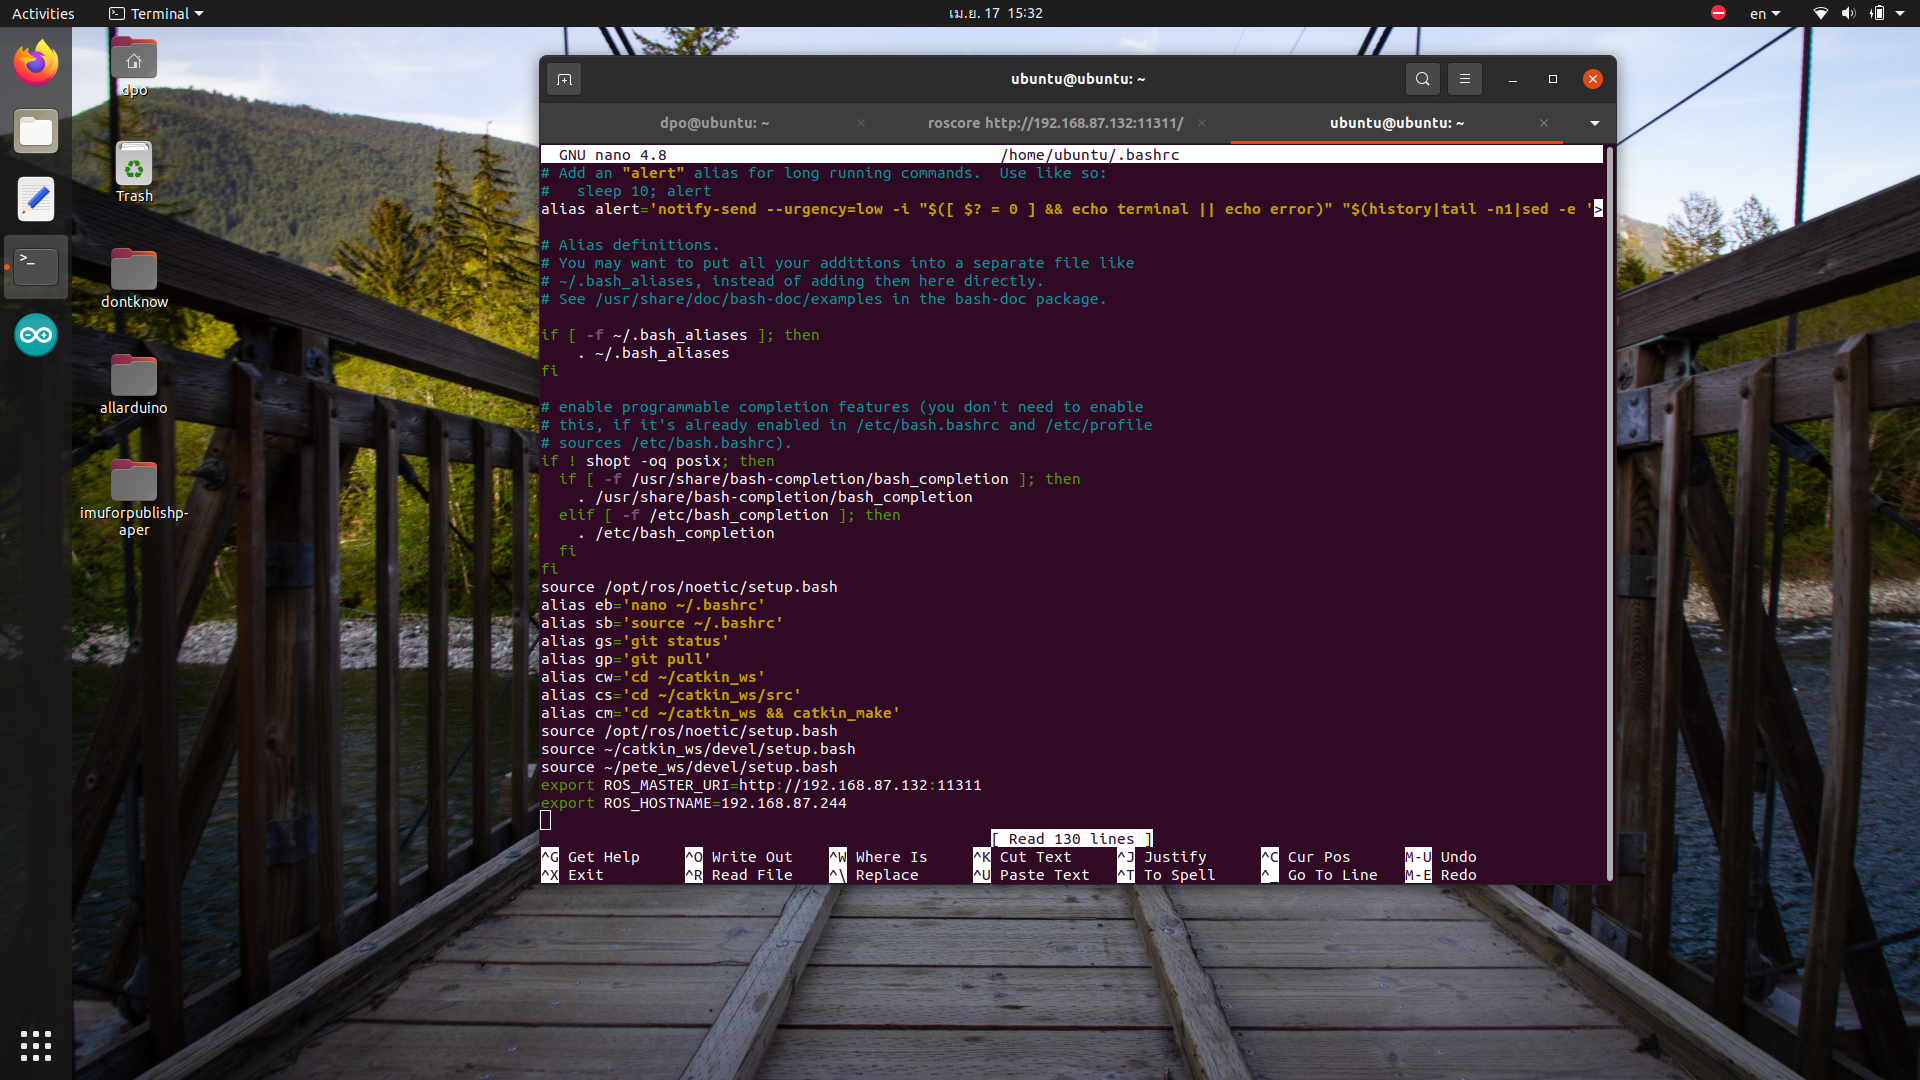 Activities
Terminal
เม.ย. 17 15:32
en
dpo
Trash
dontknow
allarduino
imuforpublishp-
aper
ubuntu@ubuntu: ~
dpo@ubuntu: ~
roscore http://192.168.87.132:11311/
ubuntu@ubuntu: ~
GNU nano 4.8 /home/ubuntu/.bashrc
# Add an "alert" alias for long running commands.  Use like so:
#   sleep 10; alert
alias alert='notify-send --urgency=low -i "$([ $? = 0 ] && echo terminal || echo error)" "$(history|tail -n1|sed -e '>
# Alias definitions.
# You may want to put all your additions into a separate file like
# ~/.bash_aliases, instead of adding them here directly.
# See /usr/share/doc/bash-doc/examples in the bash-doc package.
if [ -f ~/.bash_aliases ]; then
    . ~/.bash_aliases
fi
# enable programmable completion features (you don't need to enable
# this, if it's already enabled in /etc/bash.bashrc and /etc/profile
# sources /etc/bash.bashrc).
if ! shopt -oq posix; then
  if [ -f /usr/share/bash-completion/bash_completion ]; then
    . /usr/share/bash-completion/bash_completion
  elif [ -f /etc/bash_completion ]; then
    . /etc/bash_completion
  fi
fi
source /opt/ros/noetic/setup.bash
alias eb='nano ~/.bashrc'
alias sb='source ~/.bashrc'
alias gs='git status'
alias gp='git pull'
alias cw='cd ~/catkin_ws'
alias cs='cd ~/catkin_ws/src'
alias cm='cd ~/catkin_ws && catkin_make'
source /opt/ros/noetic/setup.bash
source ~/catkin_ws/devel/setup.bash
source ~/pete_ws/devel/setup.bash
export ROS_MASTER_URI=http://192.168.87.132:11311
export ROS_HOSTNAME=192.168.87.244
[ Read 130 lines ]
^G Get Help ^O Write Out ^W Where Is ^K Cut Text ^J Justify ^C Cur Pos M-U Undo
^X Exit ^R Read File ^\ Replace ^U Paste Text ^T To Spell ^_ Go To Line M-E Redo